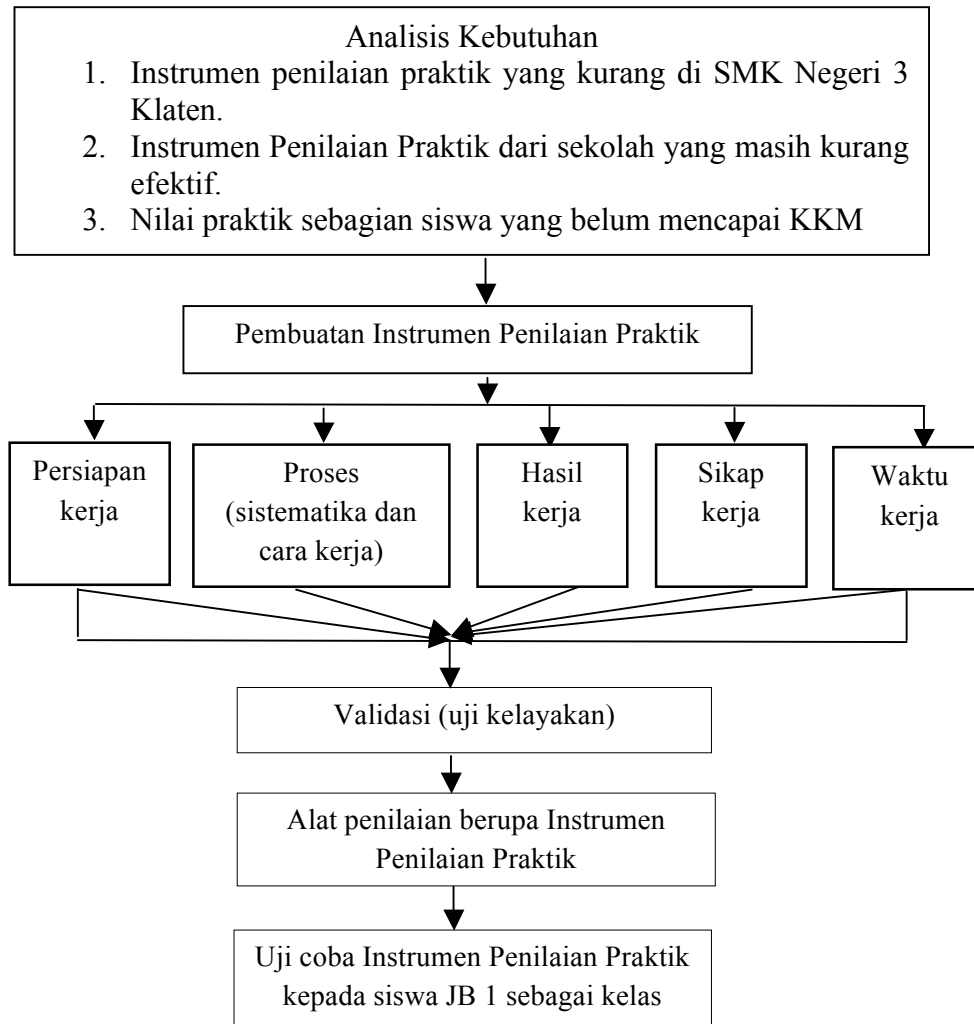 Analisis Kebutuhan
1. Instrumen penilaian praktik yang kurang di SMK Negeri 3
Klaten.
2. Instrumen Penilaian Praktik dari sekolah yang masih kurang
efektif.
3. Nilai praktik sebagian siswa yang belum mencapai KKM
Pembuatan Instrumen Penilaian Praktik
Persiapan
kerja
Proses
(sistematika dan
cara kerja)
Hasil
kerja
Sikap
kerja
Waktu
kerja
Validasi (uji kelayakan)
Alat penilaian berupa Instrumen
Penilaian Praktik
Uji coba Instrumen Penilaian Praktik
kepada siswa JB 1 sebagai kelas